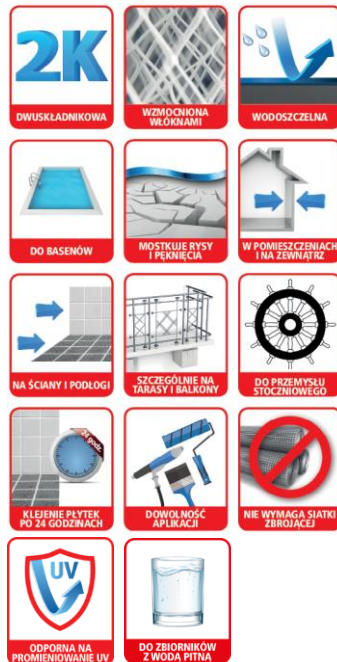 2K
DWUSKŁADNIKOWA
WZMOCNIONA
WŁÓKNAMI
WODOSZCZELNA
DO BASENÓW
MOSTKUJE RYSY
I PĘKNIĘCIA
W POMIESZCZENIACH
I NA ZEWNĄTRZ
NA ŚCIANY I PODŁOGI
SZCZEGÓLNIE NA
TARASY I BALKONY
DO PRZEMYSŁU
STOCZNIOWEGO
24 godz.
KLEJENIE PŁYTEK
PO 24 GODZINACH
DOWOLNOŚĆ
APLIKACJI
NIE WYMAGA SIATKI
ZBROJĄCEJ
UV
ODPORNA NA
PROMIENIOWANIE UV
DO ZBIORNIKÓW
Z WODĄ PITNĄ